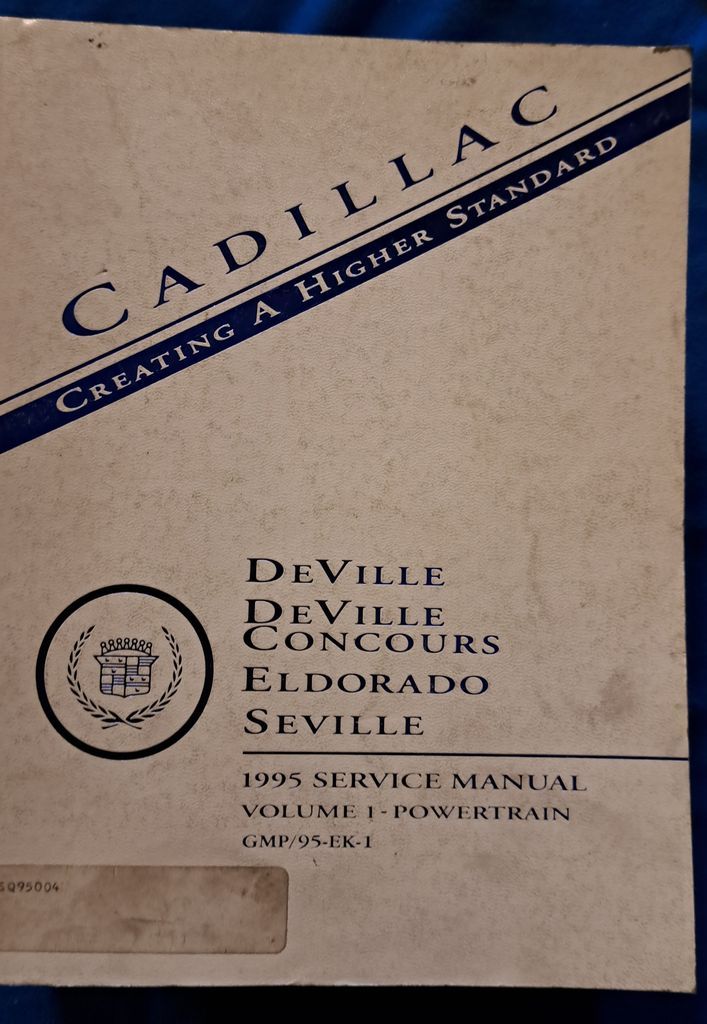 CADILLAC
CREATING A HIGHER STANDARD
DEVILLE
DEVILLE
CONCOURS
ELDORADO
SEVILLE
1995 SERVICE MANUAL
VOLUME 1 - POWERTRAIN
GMP/95-EK-1
Q95004